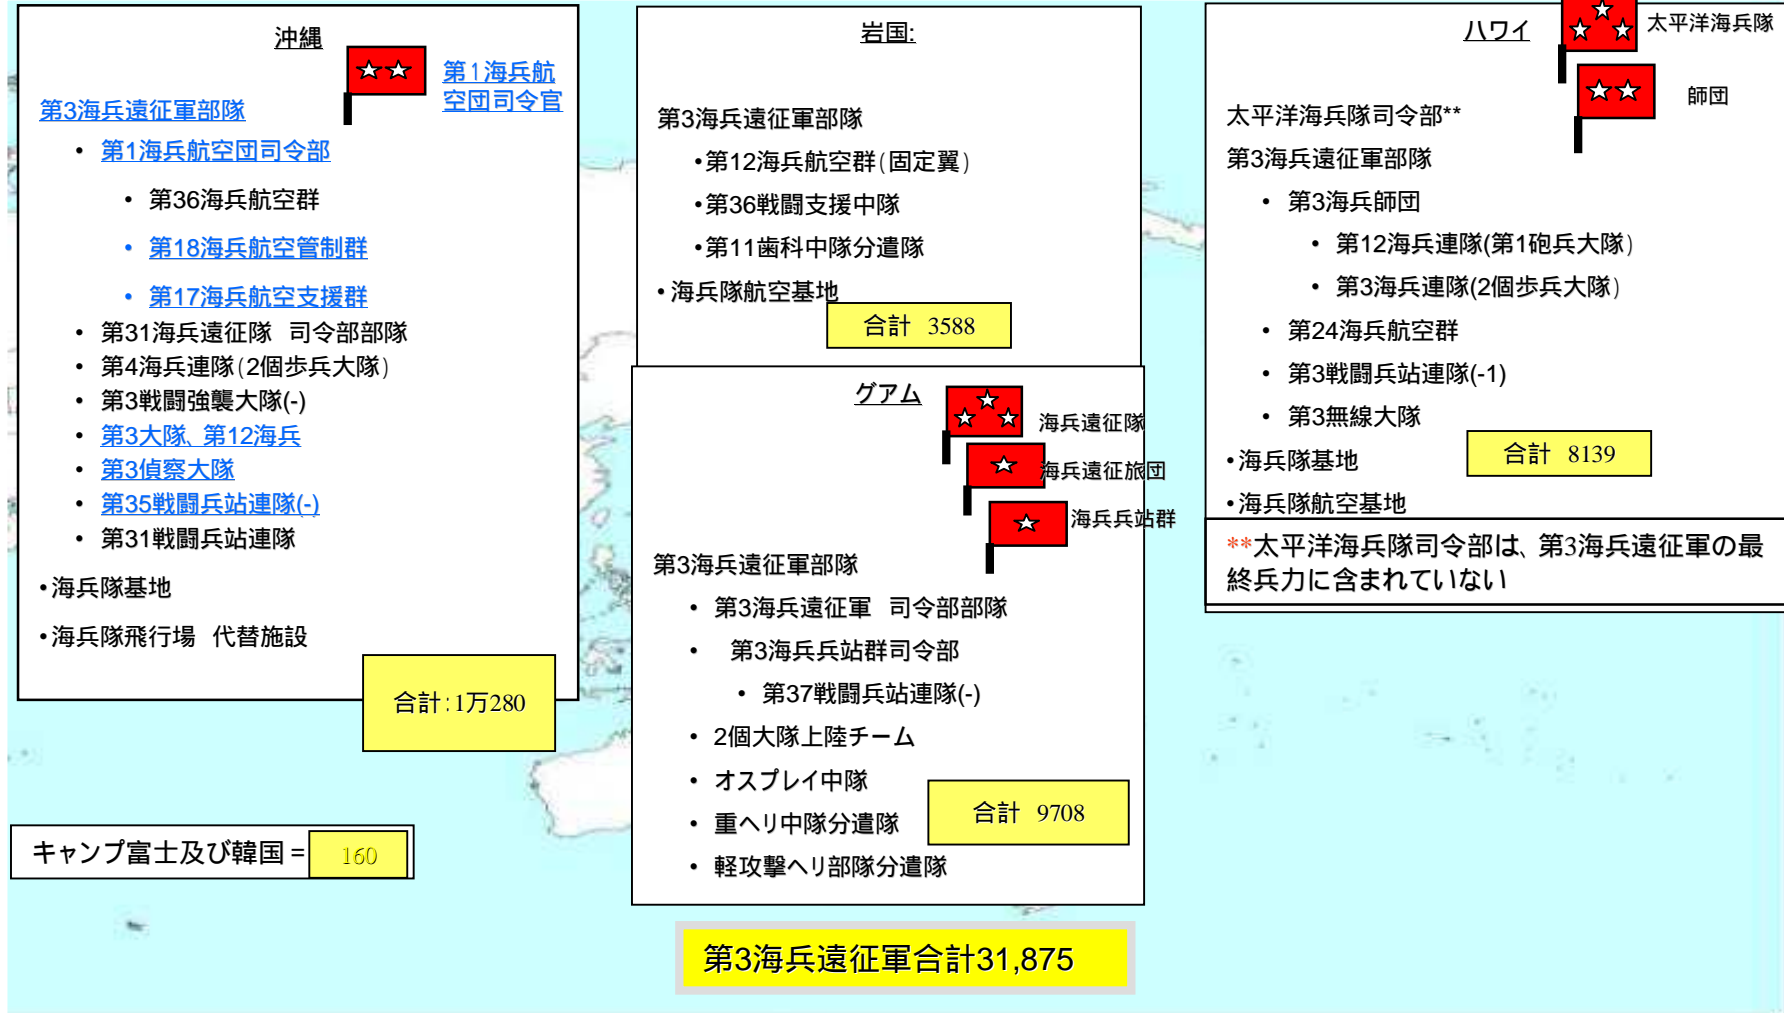 沖縄
第1海兵航
空団司令官
第3海兵遠征軍部隊
• 第1海兵航空団司令部
• 第36海兵航空群
• 第18海兵航空管制群
• 第17海兵航空支援群
• 第31海兵遠征隊 司令部部隊
• 第4海兵連隊(2個歩兵大隊)
• 第3戦闘強襲大隊(-)
• 第3大隊、第12海兵
• 第3偵察大隊
• 第35戦闘兵站連隊(-)
• 第31戦闘兵站連隊
•海兵隊基地
•海兵隊飛行場 代替施設
合計:1万280
キャンプ富士及び韓国= 160
岩国:
第3海兵遠征軍部隊
•第12海兵航空群(固定翼)
•第36戦闘支援中隊
•第11歯科中隊分遣隊
•海兵隊航空基地
合計 3588
グアム
海兵遠征隊
海兵遠征旅団
海兵兵站群
第3海兵遠征軍部隊
• 第3海兵遠征軍 司令部部隊
• 第3海兵兵站群司令部
• 第37戦闘兵站連隊(-)
• 2個大隊上陸チーム
• オスプレイ中隊
• 重ヘリ中隊分遣隊
• 軽攻撃ヘリ部隊分遣隊
合計 9708
ハワイ
太平洋海兵隊
師団
太平洋海兵隊司令部**
第3海兵遠征軍部隊
• 第3海兵師団
• 第12海兵連隊(第1砲兵大隊)
• 第3海兵連隊(2個歩兵大隊)
• 第24海兵航空群
• 第3戦闘兵站連隊(-1)
• 第3無線大隊
•海兵隊基地
•海兵隊航空基地
合計 8139
**太平洋海兵隊司令部は、第3海兵遠征軍の最
終兵力に含まれていない
第3海兵遠征軍合計31,875